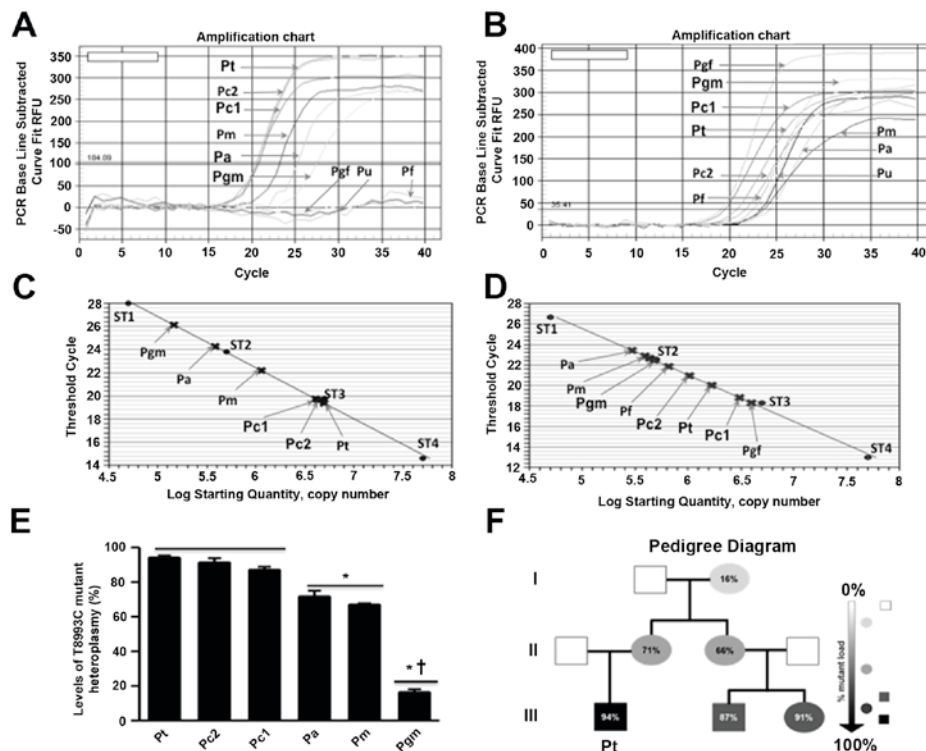 A
Amplification chart
PCR Base Line Subtracted
Curve Fit RFU
350
300
250
200
150
100
50
0
-50
104.09
Pt
Pc2
Pc1
Pm
Pa
Pgm
Pgf
Pu
Pf
0 5 10 15 20 25 30 35 40
Cycle
B
Amplification chart
PCR Base Line Subtracted
Curve Fit RFU
400
350
300
250
200
150
100
50
0
35.41
Pgf
Pgm
Pc1
Pt
Pm
Pa
Pc2
Pu
Pf
0 5 10 15 20 25 30 35 40
Cycle
C
Threshold Cycle
28
26
24
22
20
18
16
14
ST1
Pgm
ST2
Pa
Pm
ST3
Pc1
Pc2
Pt
ST4
4.5 5 5.5 6 6.5 7 7.5 8
Log Starting Quantity, copy number
D
Threshold Cycle
28
26
24
22
20
18
16
14
12
ST1
ST2
Pa
Pm
Pgm
Pf
Pc2
Pt
Pc1
Pgf
ST3
ST4
4.5 5 5.5 6 6.5 7 7.5 8
Log Starting Quantity, copy number
E
Levels of T8993C mutant
heteroplasmy (%)
100
80
60
40
20
0
*
* †
Pt Pc2 Pc1 Pa Pm Pgm
F
Pedigree Diagram
I
16%
II
71% 66%
III
94% 87% 91%
Pt
0%
% mutant load
100%